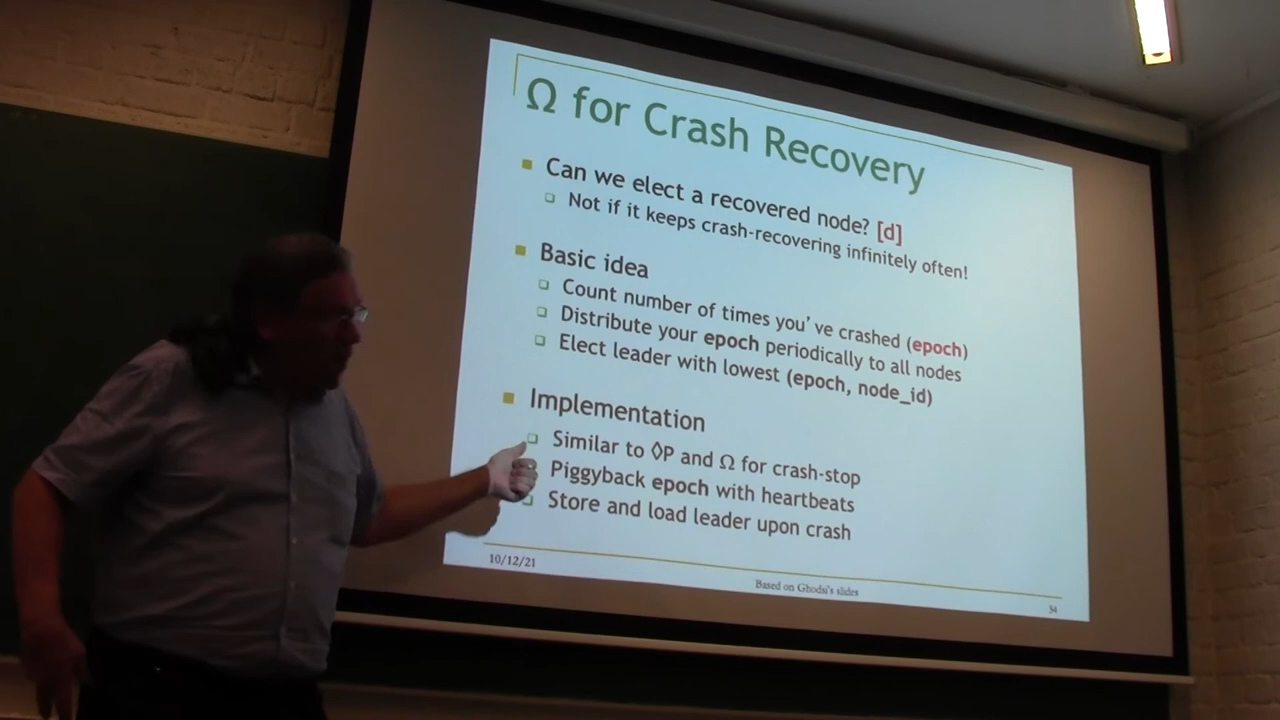 Ω for Crash Recovery
Can we elect a recovered node? [d]
Not if it keeps crash-recovering infinitely often!
Basic idea
Count number of times you've crashed (epoch)
Distribute your epoch periodically to all nodes
Elect leader with lowest (epoch, node_id)
Implementation
Similar to ◊P and Ω for crash-stop
Piggyback epoch with heartbeats
Store and load leader upon crash
10/12/21
Based on Ghodsi's slides
34